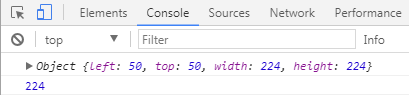 Elements Console Sources Network Performance
top Filter Info
Object {left: 50, top: 50, width: 224, height: 224}
224